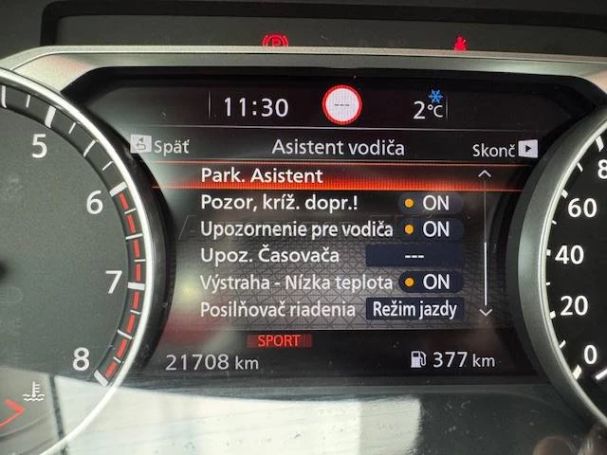 11:30 --- 2°C
Späť Asistent vodiča Skonč
Park. Asistent
Pozor, kríž. dopr.! ON
Upozornenie pre vodiča ON
Upoz. Časovača ---
Výstraha - Nízka teplota ON
Posilňovač riadenia Režim jazdy
SPORT
21708 km 377 km
5
6
7
8
8
60
40
20
0
P